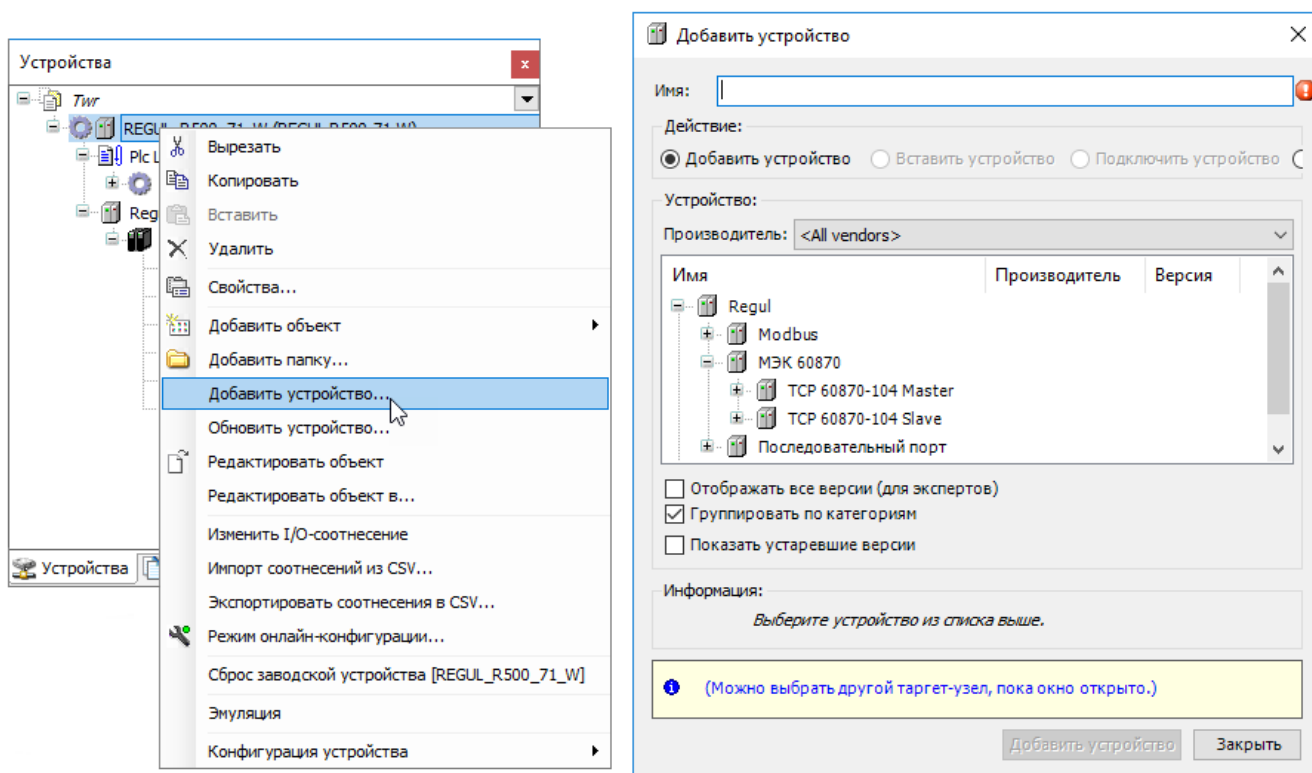 Устройства
x
Twr
REGUL_R500_71_W (REGUL R500 71 W)
Plc L
Reg
Вырезать
Копировать
Вставить
Удалить
Свойства...
Добавить объект
Добавить папку...
Добавить устройство...
Обновить устройство...
Редактировать объект
Редактировать объект в...
Изменить I/O-соотнесение
Импорт соотнесений из CSV...
Экспортировать соотнесения в CSV...
Режим онлайн-конфигурации...
Сброс заводской устройства [REGUL_R500_71_W]
Эмуляция
Конфигурация устройства
Устройства
Добавить устройство
Имя:
Действие:
Добавить устройство Вставить устройство Подключить устройство
Устройство:
Производитель: <All vendors>
Имя Производитель Версия
Regul
Modbus
МЭК 60870
TCP 60870-104 Master
TCP 60870-104 Slave
Последовательный порт
Отображать все версии (для экспертов)
Группировать по категориям
Показать устаревшие версии
Информация:
Выберите устройство из списка выше.
(Можно выбрать другой таргет-узел, пока окно открыто.)
Добавить устройство Закрыть